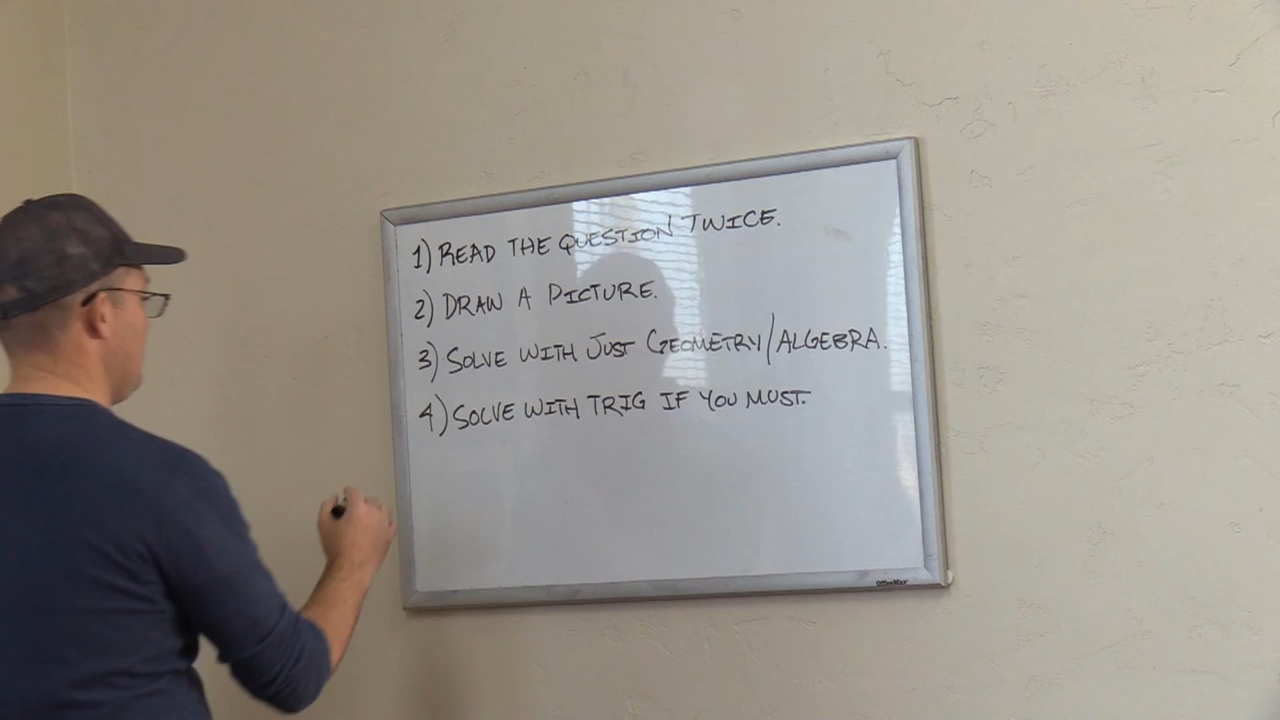 1) READ THE QUESTION TWICE.
2) DRAW A PICTURE.
3) SOLVE WITH JUST GEOMETRY/ALGEBRA.
4) SOLVE WITH TRIG IF YOU MUST.
OfficeMax